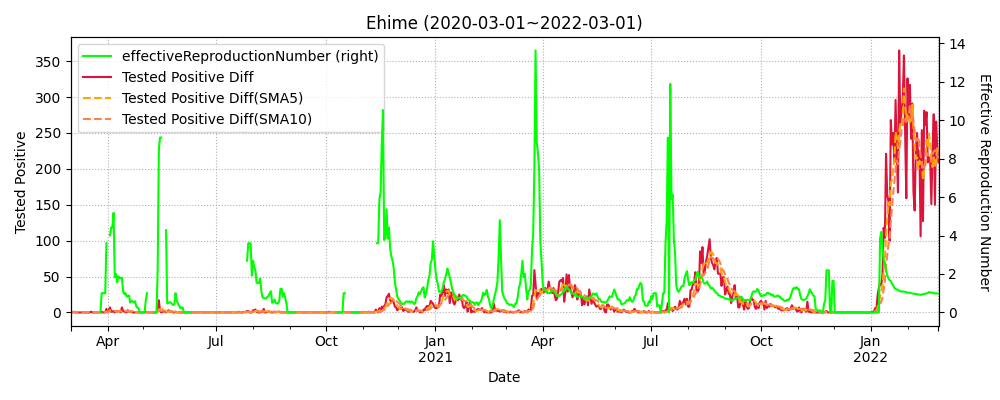 Ehime (2020-03-01~2022-03-01)
effectiveReproductionNumber (right)
Tested Positive Diff
Tested Positive Diff(SMA5)
Tested Positive Diff(SMA10)
Tested Positive
350
300
250
200
150
100
50
0
14
12
10
8
6
4
2
0
Effective Reproduction Number
Apr
Jul
Oct
Jan
2021
Apr
Jul
Oct
Jan
2022
Date